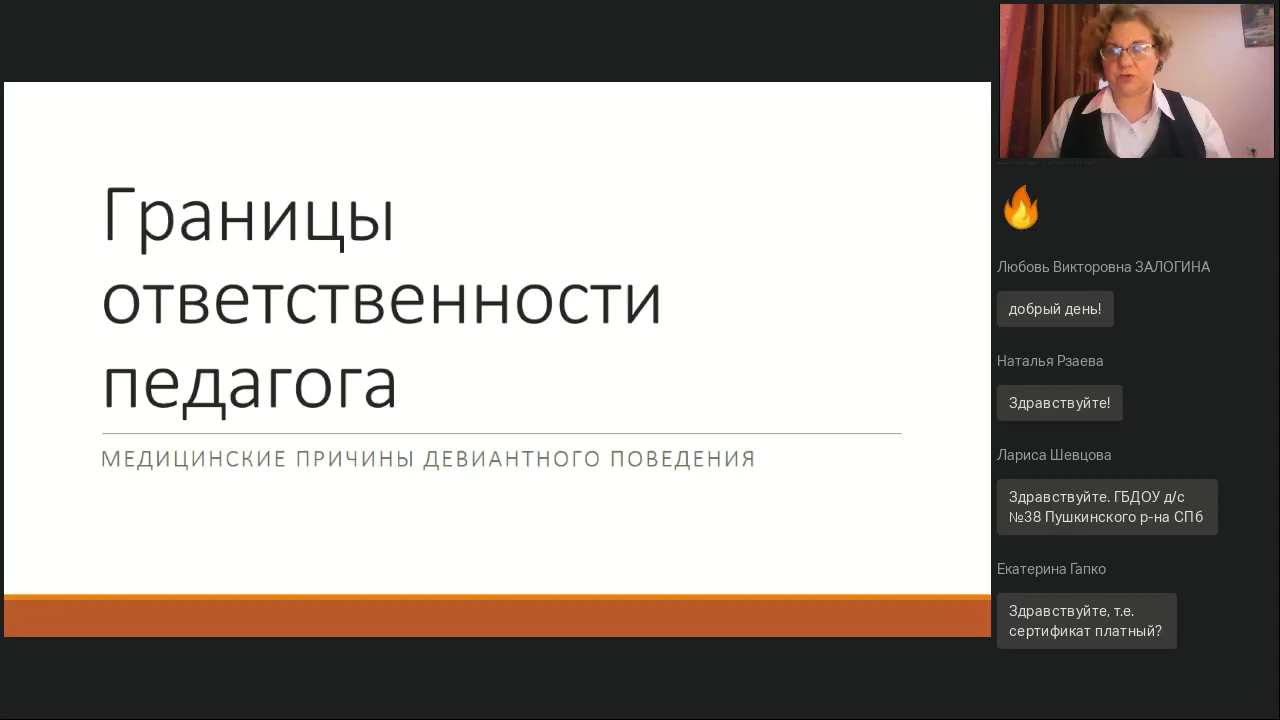 Границы
ответственности
педагога
МЕДИЦИНСКИЕ ПРИЧИНЫ ДЕВИАНТНОГО ПОВЕДЕНИЯ
Любовь Викторовна ЗАЛОГИНА
добрый день!
Наталья Рзаева
Здравствуйте!
Лариса Шевцова
Здравствуйте. ГБДОУ д/с
№38 Пушкинского р-на СПб
Екатерина Гапко
Здравствуйте, т.е.
сертификат платный?